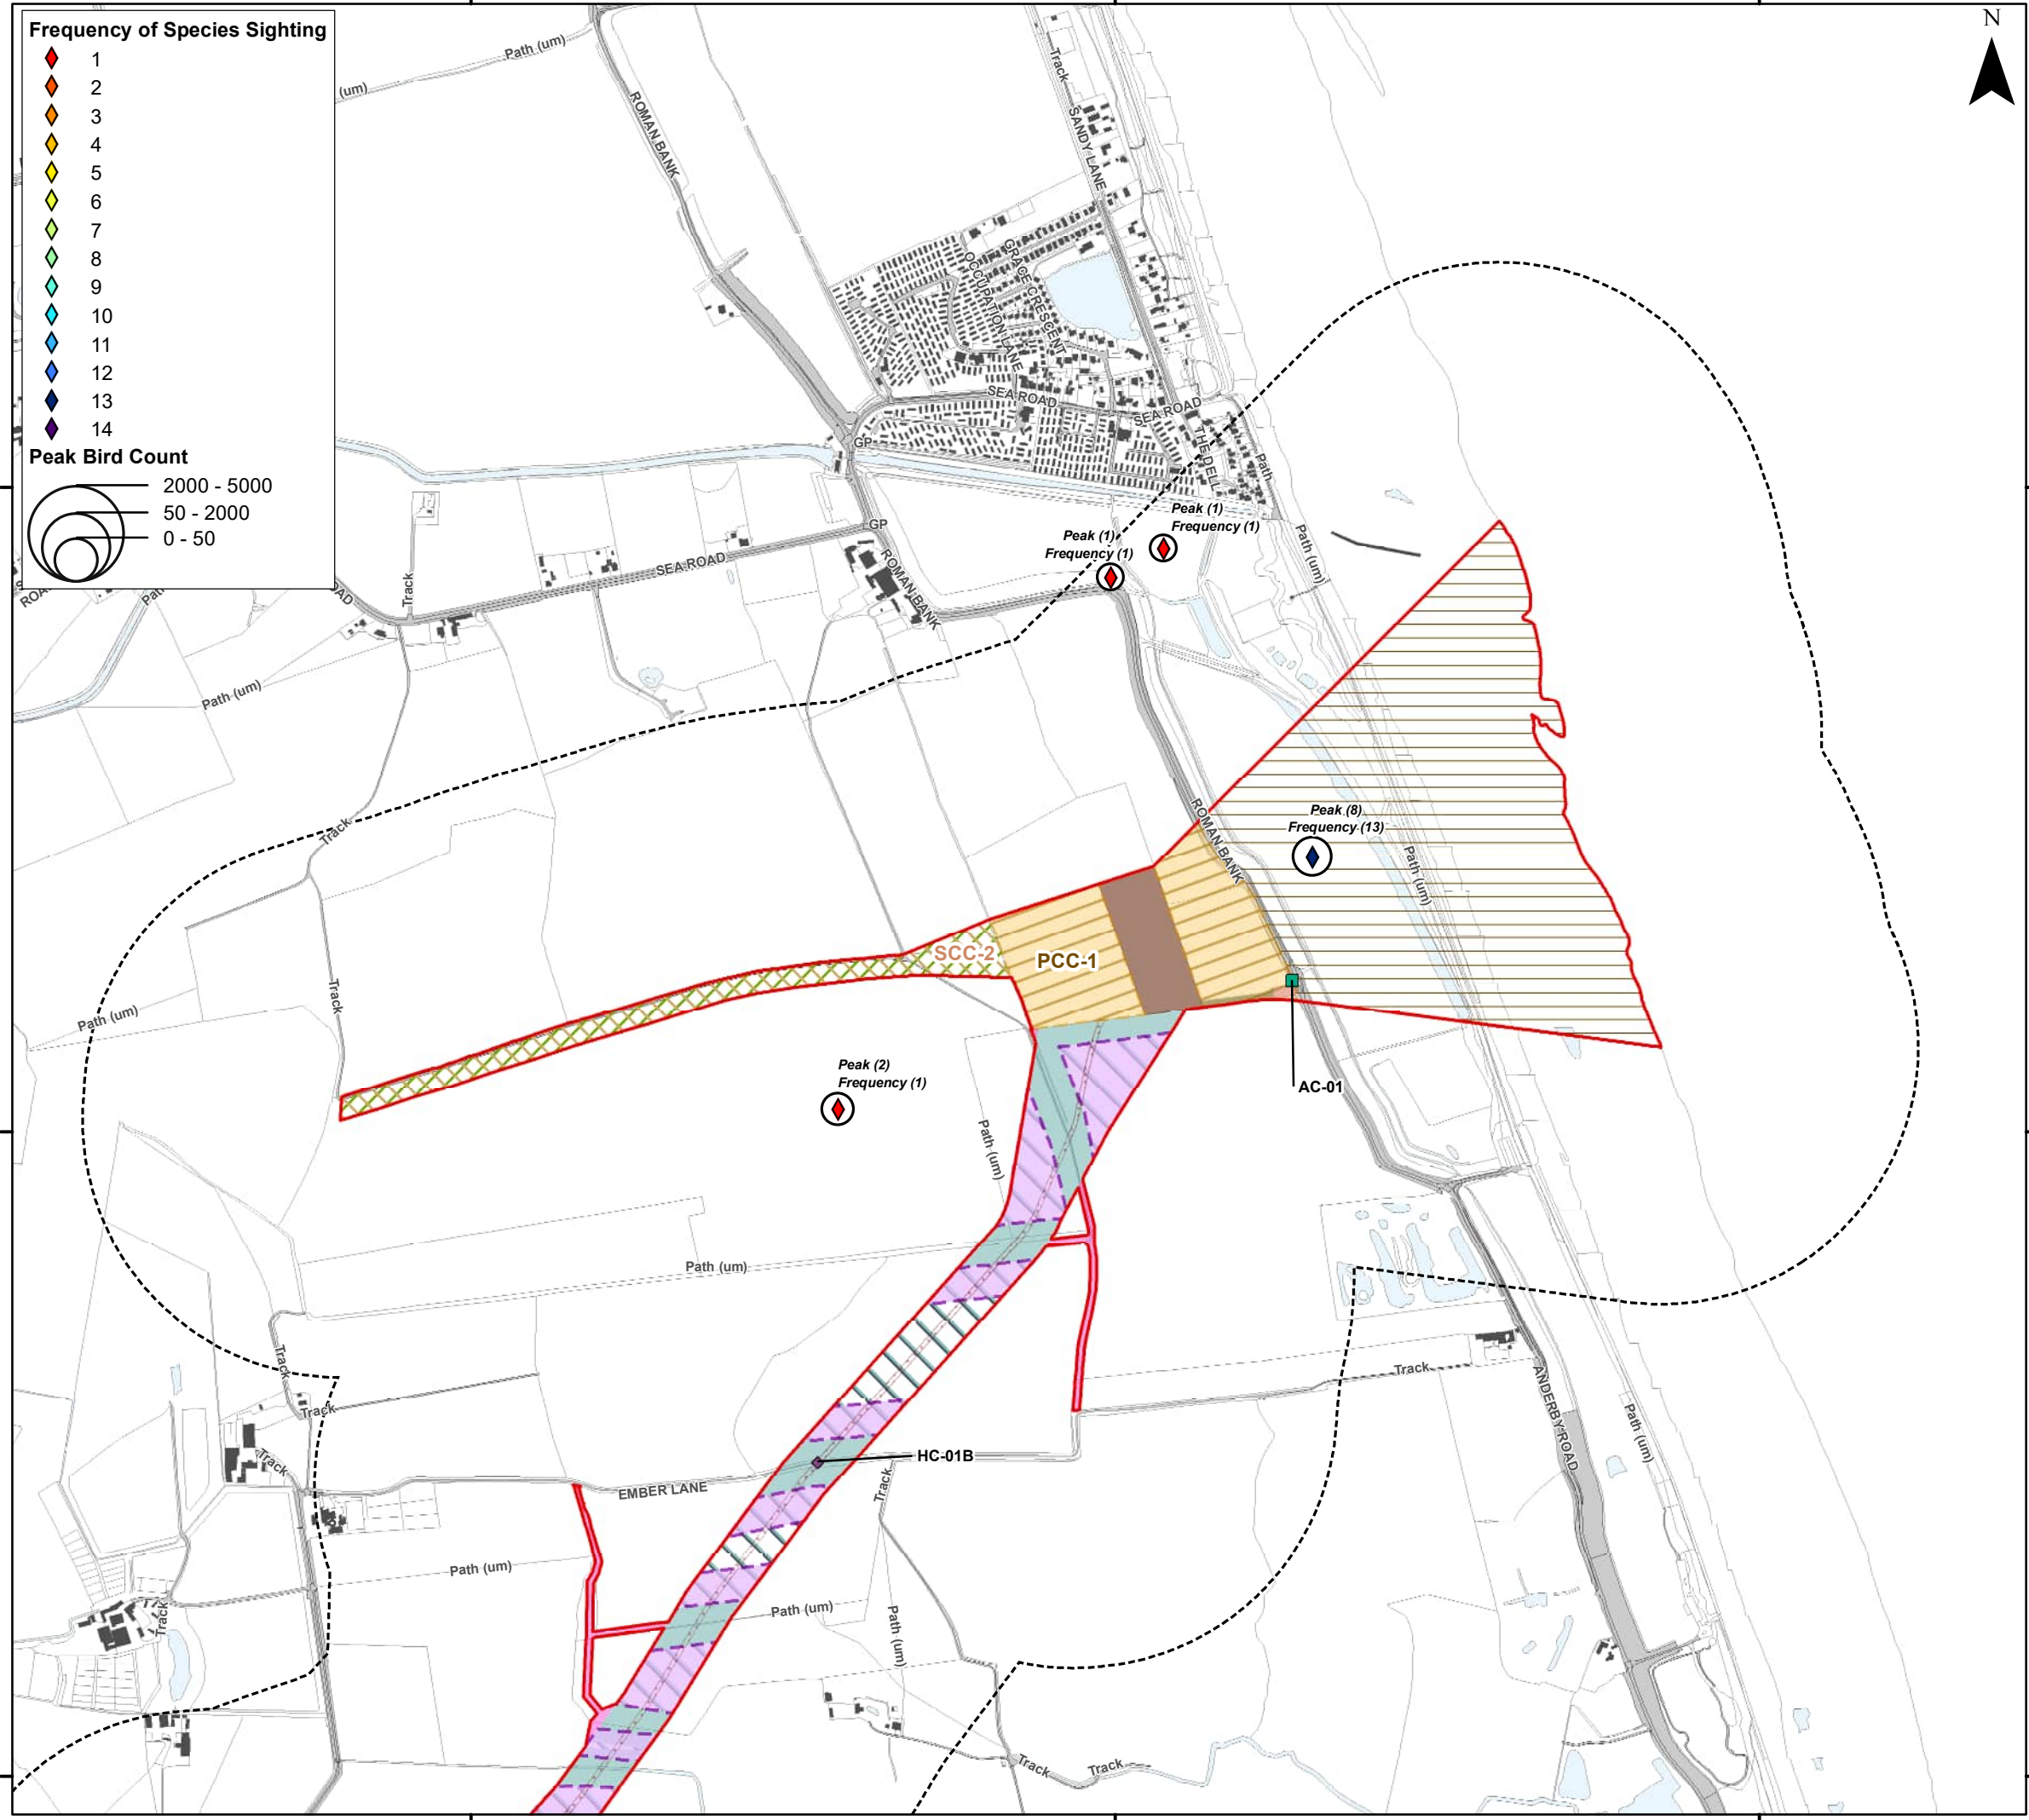 Frequency of Species Sighting
1
2
3
4
5
6
7
8
9
10
11
12
13
14
Peak Bird Count
2000 - 5000
50 - 2000
0 - 50
N
Path (um)
(um)
ROMAN BANK
Track
SANDY LANE
GRACE CRESCENT
OCCUPATION LANE
SEA ROAD
SEA ROAD
THE DELL
Path
GP
GP
SEA ROAD
ROMAN BANK
Track
Path (um)
Peak (1)
Frequency (1)
Peak (1)
Frequency (1)
Path (um)
Track
ROMAN BANK
Peak (8)
Frequency (13)
Path (um)
SCC-2
PCC-1
Track
Path (um)
AC-01
Peak (2)
Frequency (1)
Path (um)
Path (um)
Track
Track
Track
Track
ANDERBY ROAD
Path (um)
HC-01B
EMBER LANE
Track
Path (um)
Path (um)
Path (um)
Track
Track
Track